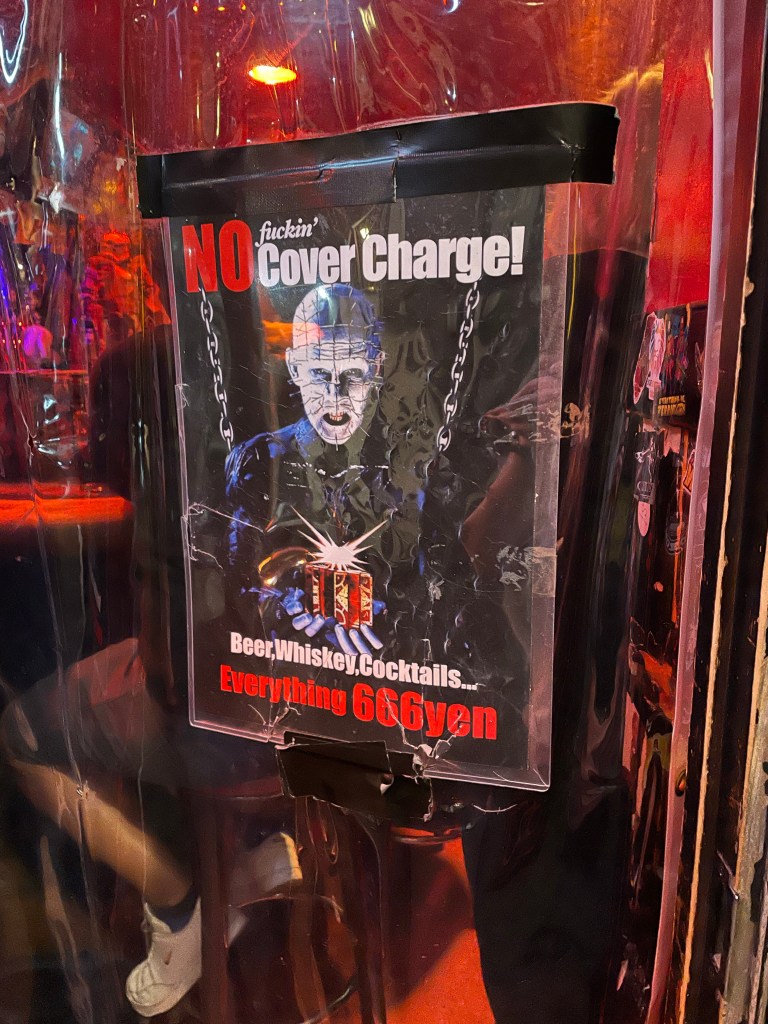 NO fuckin' Cover Charge!
Beer,Whiskey,Cocktails...
Everything 666yen